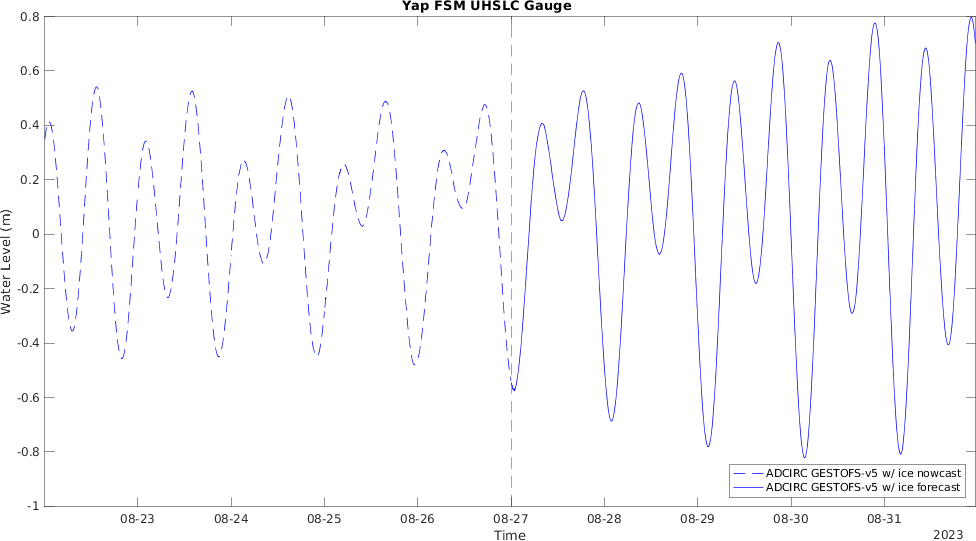 Yap FSM UHSLC Gauge
0.8
0.6
0.4
0.2
0
-0.2
-0.4
-0.6
-0.8
-1
Water Level (m)
ADCIRC GESTOFS-v5 w/ ice nowcast
ADCIRC GESTOFS-v5 w/ ice forecast
08-23 08-24 08-25 08-26 08-27 08-28 08-29 08-30 08-31
Time
2023